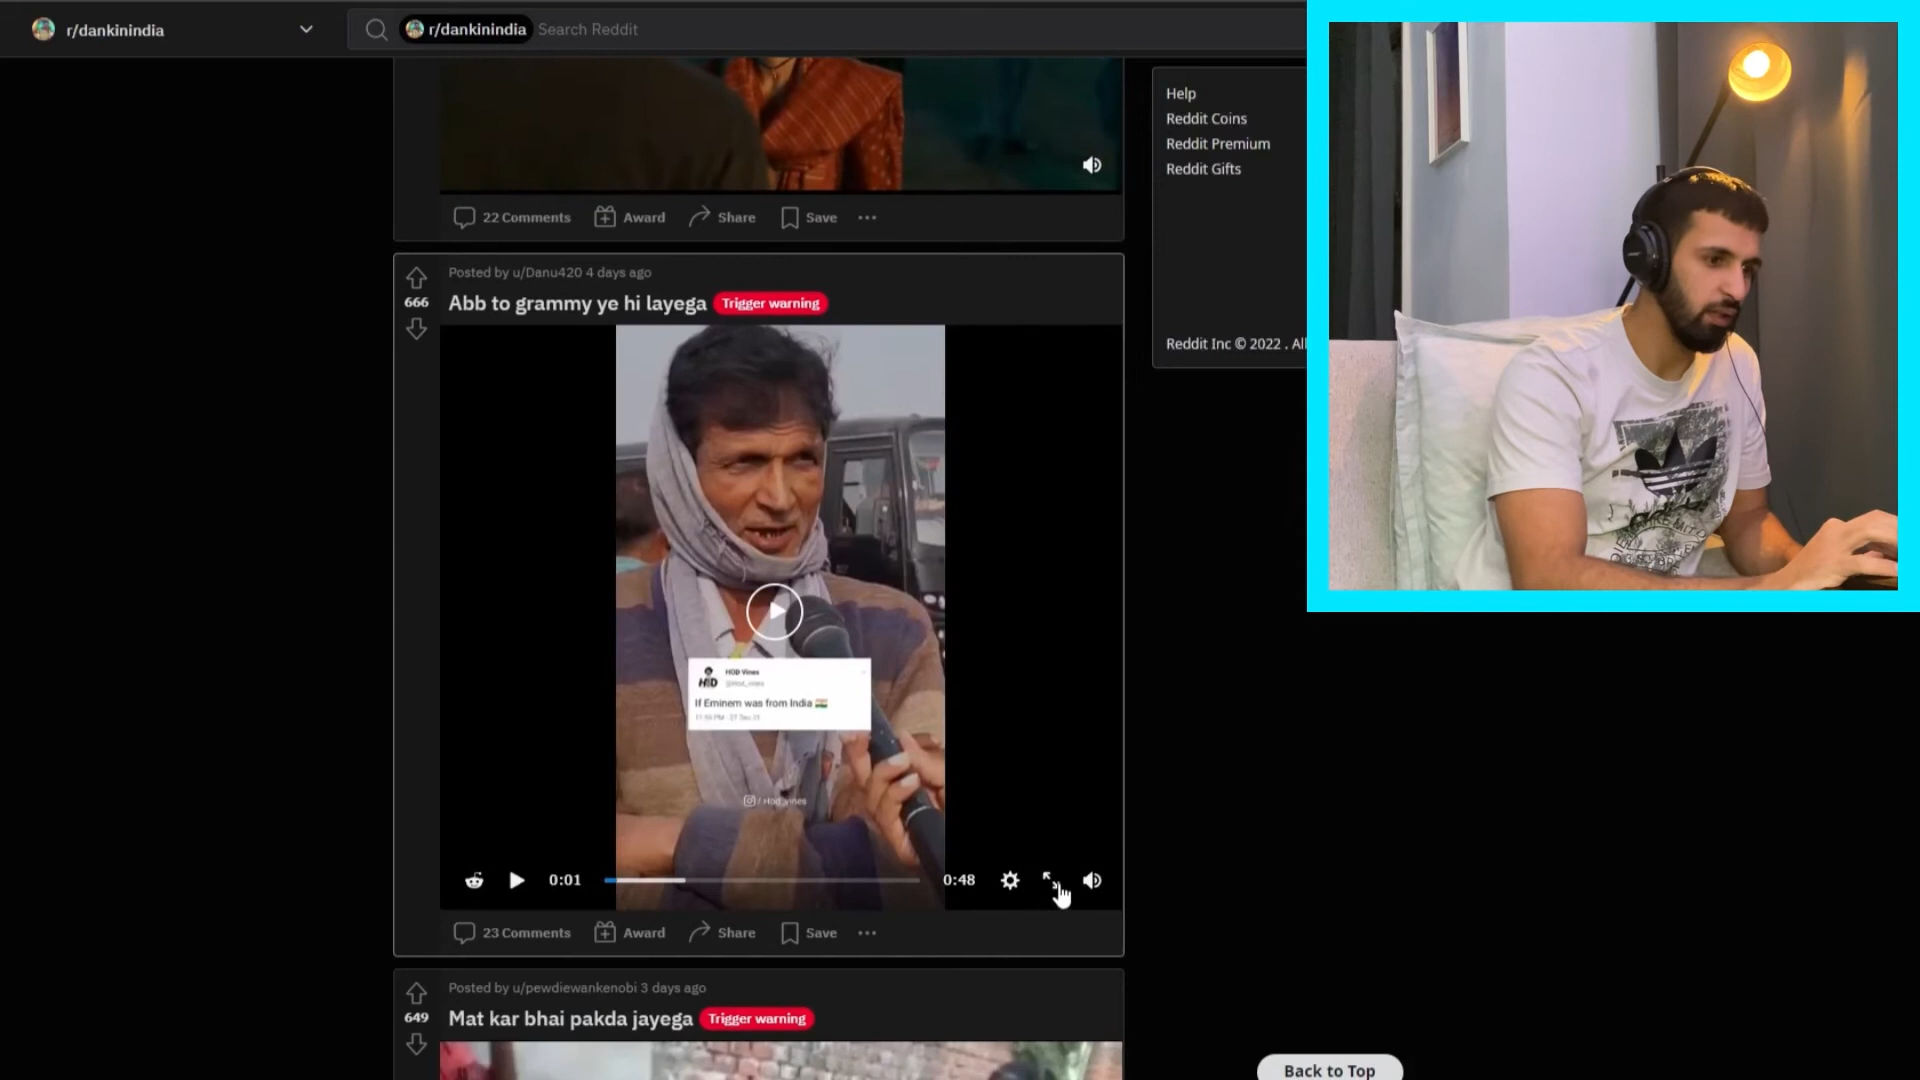 r/dankinindia
r/dankinindia Search Reddit
Help
Reddit Coins
Reddit Premium
Reddit Gifts
22 Comments Award Share Save
Posted by u/Danu420 4 days ago
666
Abb to grammy ye hi layega Trigger warning
Reddit Inc © 2022 . All
HOD Vines
HOD
If Eminem was from India
0:01
0:48
23 Comments Award Share Save
Posted by u/pewdiewankenobi 3 days ago
649
Mat kar bhai pakda jayega Trigger warning
Back to Top